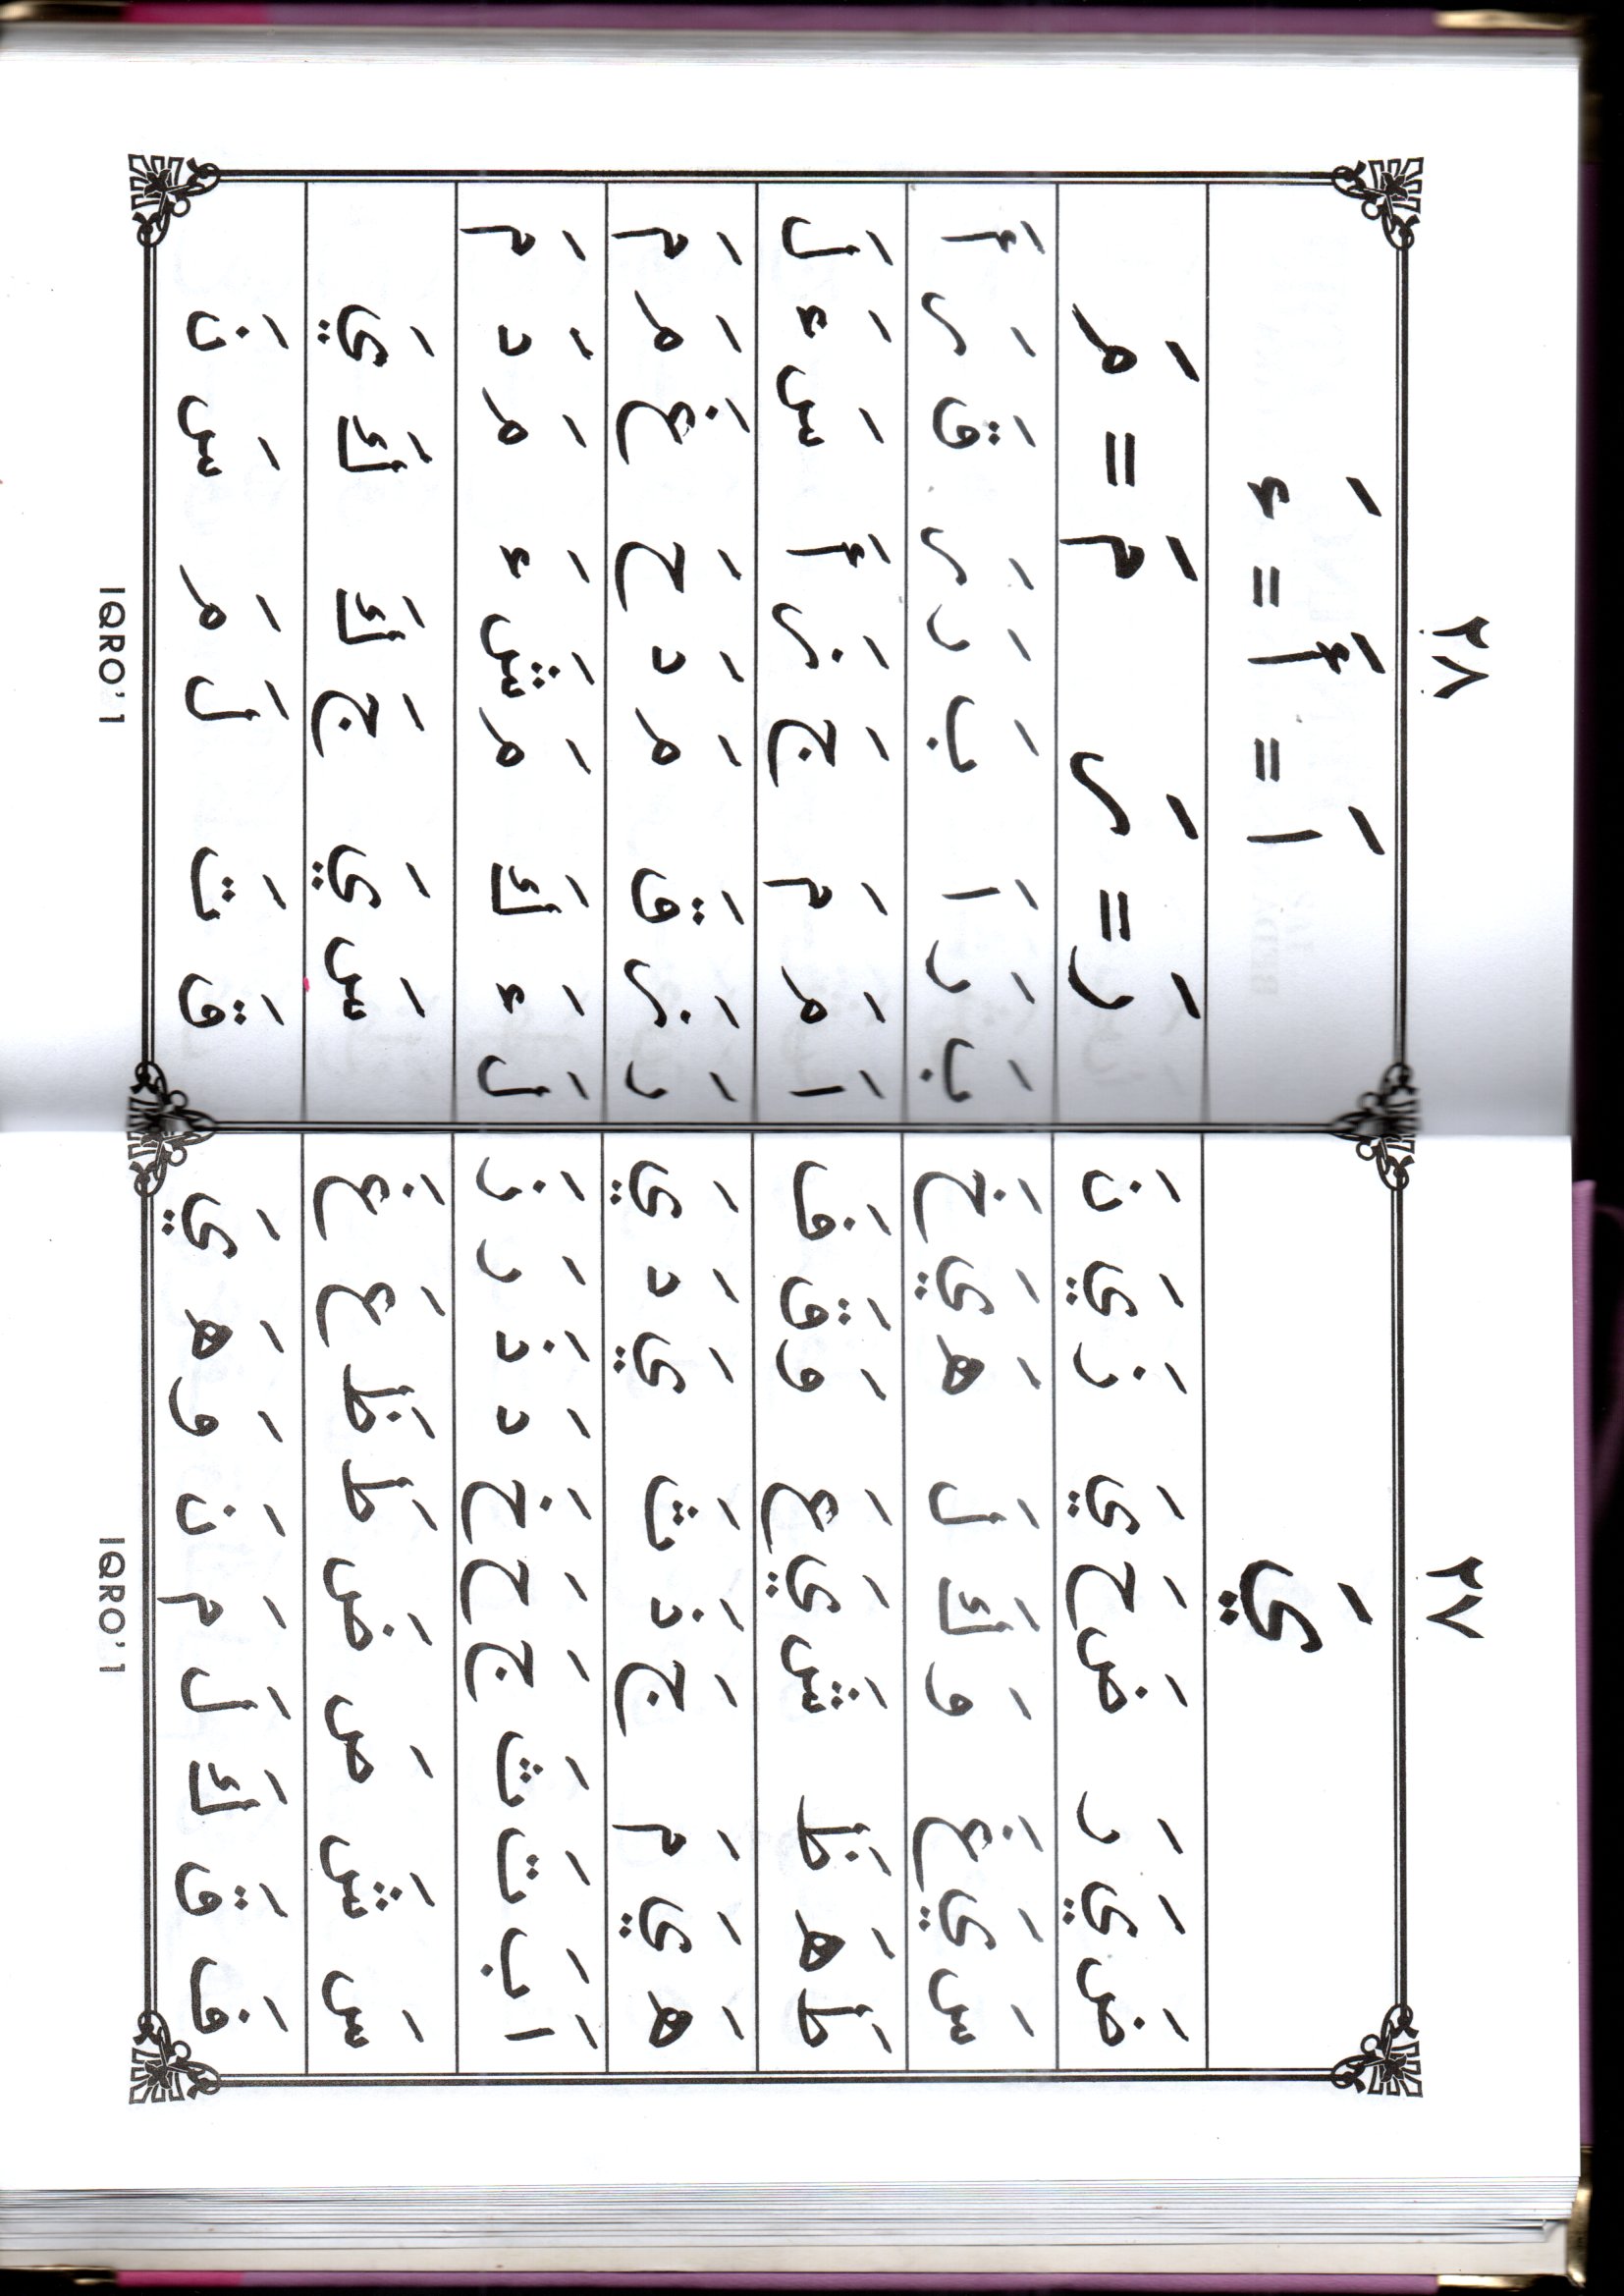 ٢٧
يَ
ضَ يَ رَ ضَ حَ يَ زَ يَ نَ
سَ يَ غَ وَ كَ لَ هَ يَ خَ
طَ هَ ظَ شَ يَ عَ وَ قَ فَ
هَ يَ مَ جَ ذَ ثَ يَ دَ يَ
اَ بَ تَ ثَ جَ حَ خَ دَ ذَ رَ زَ
سَ شَ صَ ضَ طَ ظَ عَ غَ
فَ قَ كَ لَ مَ نَ وَ هَ يَ
IQRO' 1
٢٨
اَ = أَ = ءَ
رَ = رَ مَ = مَ
بَ رَ اَ بَ رَ رَ قَ رَ أَ
اَ مَ مَ جَ زَ أَ سَ ءَ لَ
رَ زَ قَ مَ دَ حَ غَ مَ مَ
لَ ءَ كَ مَ شَ ءَ مَ دَ مَ
سَ يَ جَ كَ كَ يَ
قَ تَ لَ مَ سَ نَ
IQRO' 1